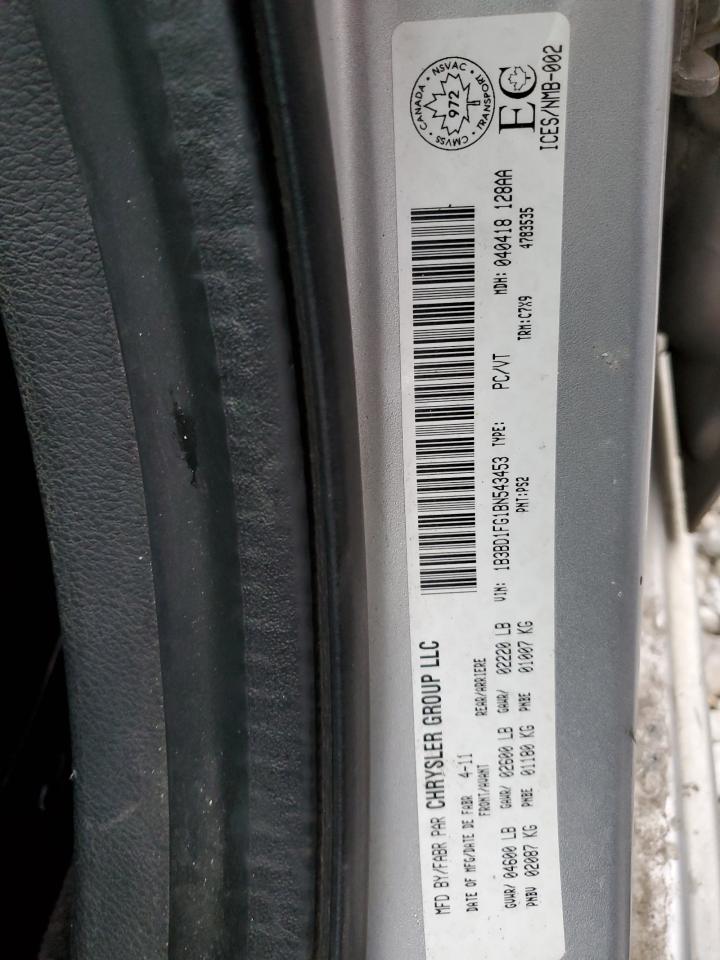 MFD BY/FABR PAR CHRYSLER GROUP LLC
DATE OF MFG/DATE DE FABR 4-11
FRONT/AVANT REAR/ARRIERE
GVWR/ 04600 LB GAWR/ 02600 LB GAWR/ 02220 LB
PNBV 02087 KG PNBE 01180 KG PNBE 01007 KG
VIN: 1B3BD1FG1BN543453 TYPE: PC/VT MDH: 040418 128AA
PNT:PS2 TRM:C7X9 4783535
CANADA · NSVAC · TRANSPORT · CMVSS ·
972
EC
ICES/NMB-002